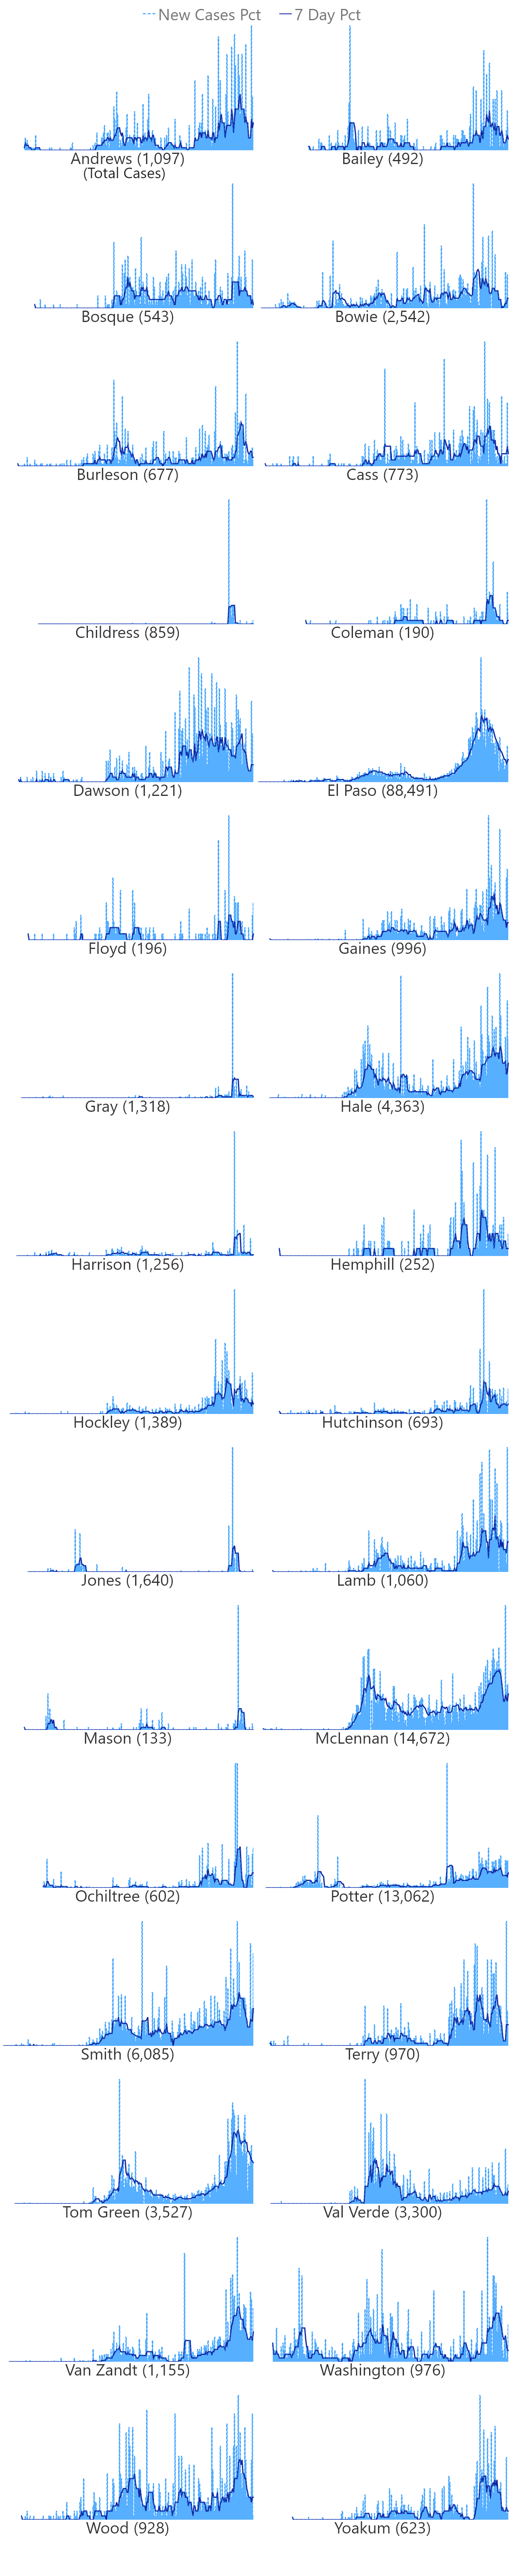 New Cases Pct 7 Day Pct
Andrews (1,097) Bailey (492)
(Total Cases)
Bosque (543) Bowie (2,542)
Burleson (677) Cass (773)
Childress (859) Coleman (190)
Dawson (1,221) El Paso (88,491)
Floyd (196) Gaines (996)
Gray (1,318) Hale (4,363)
Harrison (1,256) Hemphill (252)
Hockley (1,389) Hutchinson (693)
Jones (1,640) Lamb (1,060)
Mason (133) McLennan (14,672)
Ochiltree (602) Potter (13,062)
Smith (6,085) Terry (970)
Tom Green (3,527) Val Verde (3,300)
Van Zandt (1,155) Washington (976)
Wood (928) Yoakum (623)